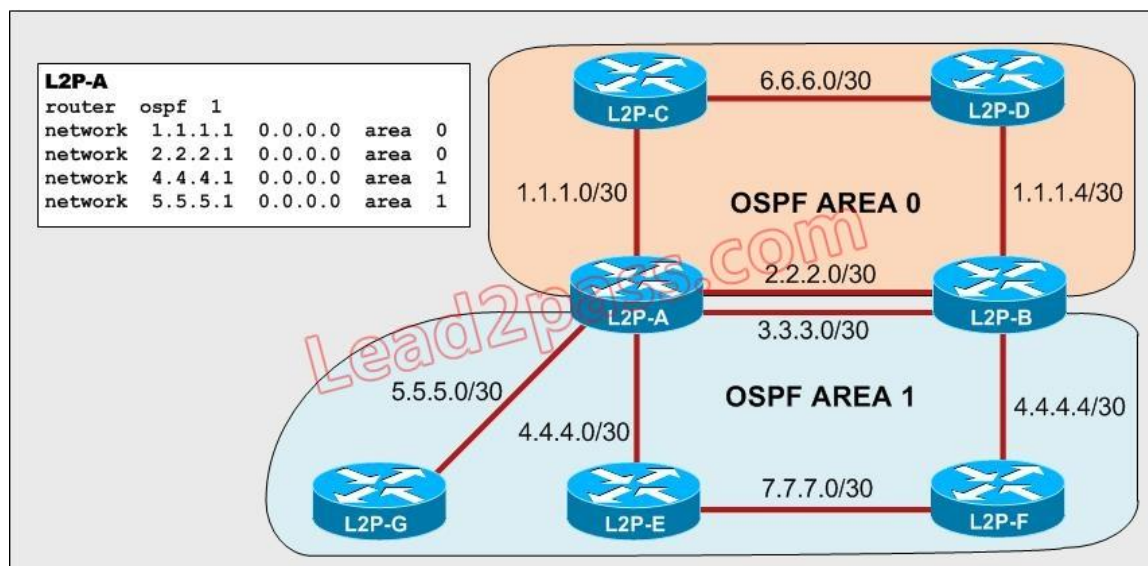 L2P-A
router ospf 1
network 1.1.1.1 0.0.0.0 area 0
network 2.2.2.1 0.0.0.0 area 0
network 4.4.4.1 0.0.0.0 area 1
network 5.5.5.1 0.0.0.0 area 1
L2P-C
6.6.6.0/30
L2P-D
1.1.1.0/30
OSPF AREA 0
1.1.1.4/30
L2P-A
2.2.2.0/30
L2P-B
3.3.3.0/30
Lead2pass.com
5.5.5.0/30
OSPF AREA 1
4.4.4.0/30
4.4.4.4/30
L2P-G
L2P-E
7.7.7.0/30
L2P-F